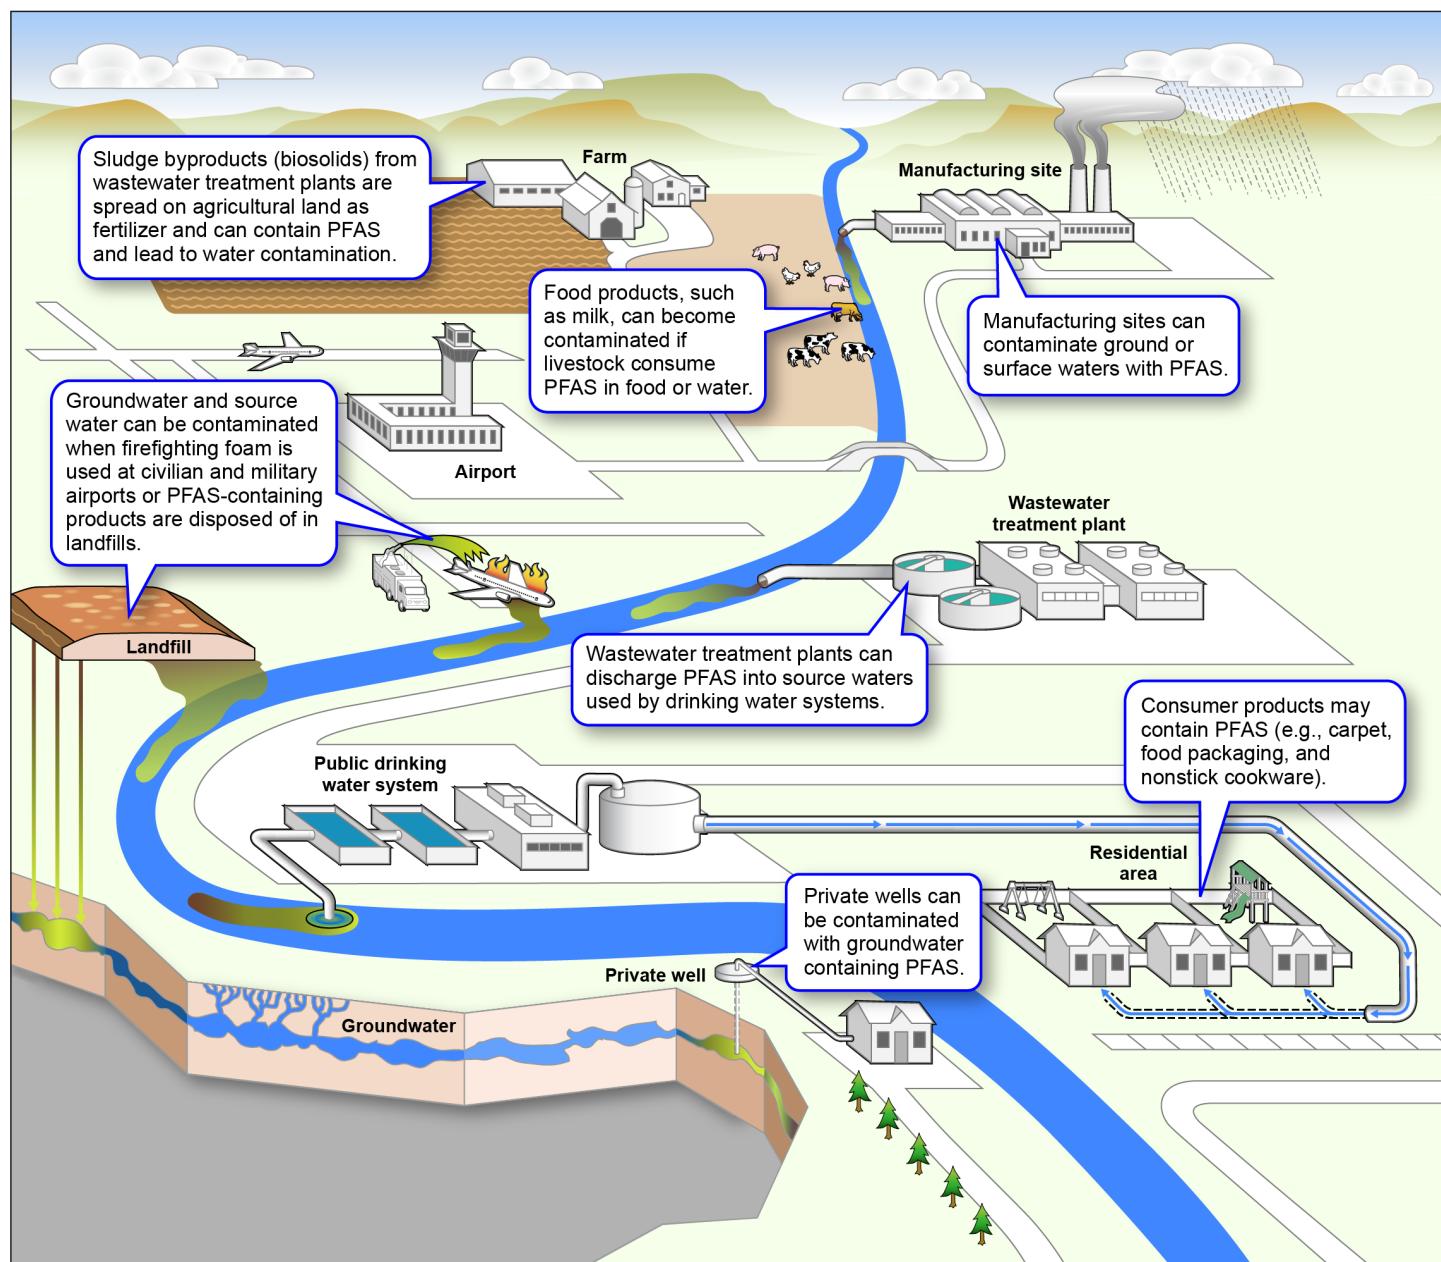 Sludge byproducts (biosolids) from
wastewater treatment plants are
spread on agricultural land as
fertilizer and can contain PFAS
and lead to water contamination.
Farm
Manufacturing site
Food products, such
as milk, can become
contaminated if
livestock consume
PFAS in food or water.
Manufacturing sites can
contaminate ground or
surface waters with PFAS.
Groundwater and source
water can be contaminated
when firefighting foam is
used at civilian and military
airports or PFAS-containing
products are disposed of in
landfills.
Airport
Wastewater
treatment plant
Landfill
Wastewater treatment plants can
discharge PFAS into source waters
used by drinking water systems.
Consumer products may
contain PFAS (e.g., carpet,
food packaging, and
nonstick cookware).
Public drinking
water system
Residential
area
Private wells can
be contaminated
with groundwater
containing PFAS.
Private well
Groundwater